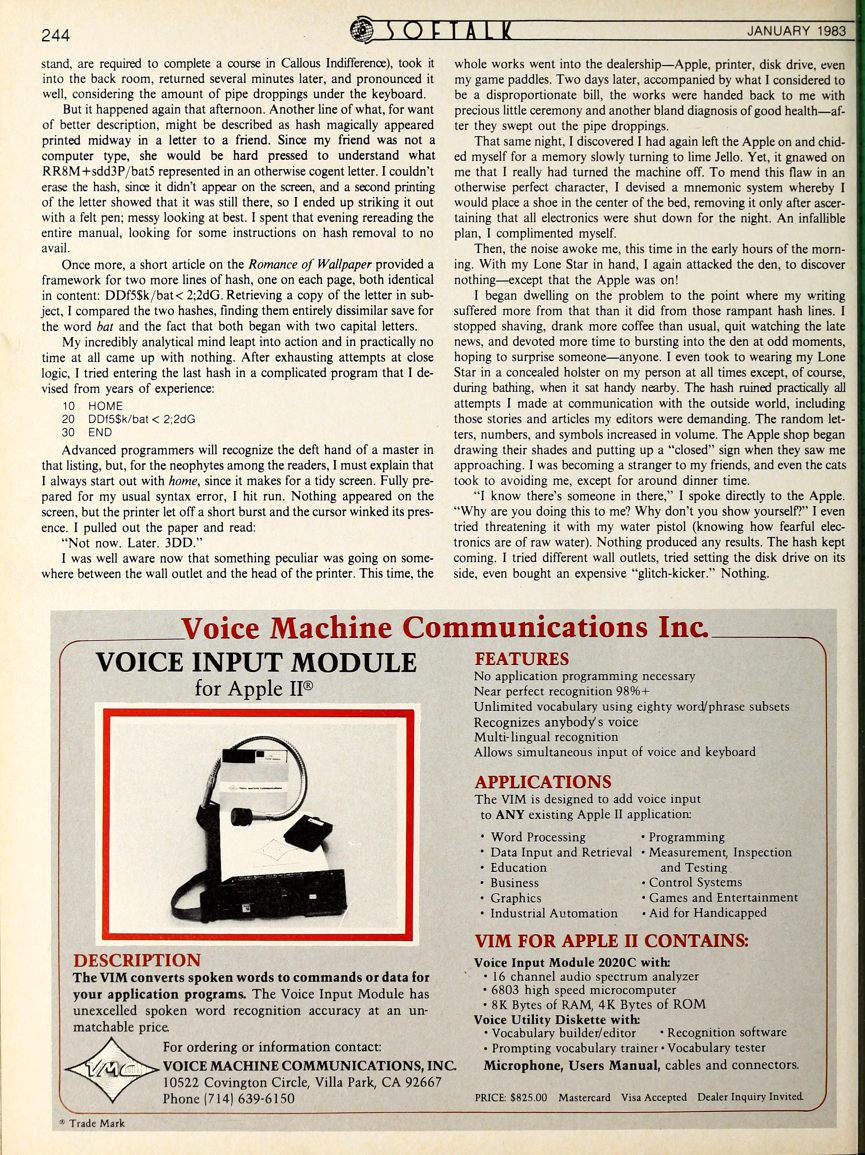 244
SOFTALK
JANUARY 1983
stand, are required to complete a course in Callous Indifference), took it
into the back room, returned several minutes later, and pronounced it
well, considering the amount of pipe droppings under the keyboard.
But it happened again that afternoon. Another line of what, for want
of better description, might be described as hash magically appeared
printed midway in a letter to a friend. Since my friend was not a
computer type, she would be hard pressed to understand what
RR8M+sdd3P/bat5 represented in an otherwise cogent letter. I couldn't
erase the hash, since it didn't appear on the screen, and a second printing
of the letter showed that it was still there, so I ended up striking it out
with a felt pen; messy looking at best. I spent that evening rereading the
entire manual, looking for some instructions on hash removal to no
avail.
Once more, a short article on the Romance of Wallpaper provided a
framework for two more lines of hash, one on each page, both identical
in content: DDf5$k/bat< 2;2dG. Retrieving a copy of the letter in sub-
ject, I compared the two hashes, finding them entirely dissimilar save for
the word bat and the fact that both began with two capital letters.
My incredibly analytical mind leapt into action and in practically no
time at all came up with nothing. After exhausting attempts at close
logic, I tried entering the last hash in a complicated program that I de-
vised from years of experience:
10 HOME
20 DDf5$k/bat < 2;2dG
30 END
Advanced programmers will recognize the deft hand of a master in
that listing, but, for the neophytes among the readers, I must explain that
I always start out with home, since it makes for a tidy screen. Fully pre-
pared for my usual syntax error, I hit run. Nothing appeared on the
screen, but the printer let off a short burst and the cursor winked its pres-
ence. I pulled out the paper and read:
"Not now. Later. 3DD."
I was well aware now that something peculiar was going on some-
where between the wall outlet and the head of the printer. This time, the
whole works went into the dealership—Apple, printer, disk drive, even
my game paddles. Two days later, accompanied by what I considered to
be a disproportionate bill, the works were handed back to me with
precious little ceremony and another bland diagnosis of good health—af-
ter they swept out the pipe droppings.
That same night, I discovered I had again left the Apple on and chid-
ed myself for a memory slowly turning to lime Jello. Yet, it gnawed on
me that I really had turned the machine off. To mend this flaw in an
otherwise perfect character, I devised a mnemonic system whereby I
would place a shoe in the center of the bed, removing it only after ascer-
taining that all electronics were shut down for the night. An infallible
plan, I complimented myself.
Then, the noise awoke me, this time in the early hours of the morn-
ing. With my Lone Star in hand, I again attacked the den, to discover
nothing—except that the Apple was on!
I began dwelling on the problem to the point where my writing
suffered more from that than it did from those rampant hash lines. I
stopped shaving, drank more coffee than usual, quit watching the late
news, and devoted more time to bursting into the den at odd moments,
hoping to surprise someone—anyone. I even took to wearing my Lone
Star in a concealed holster on my person at all times except, of course,
during bathing, when it sat handy nearby. The hash ruined practically all
attempts I made at communication with the outside world, including
those stories and articles my editors were demanding. The random let-
ters, numbers, and symbols increased in volume. The Apple shop began
drawing their shades and putting up a "closed" sign when they saw me
approaching. I was becoming a stranger to my friends, and even the cats
took to avoiding me, except for around dinner time.
"I know there's someone in there," I spoke directly to the Apple.
"Why are you doing this to me? Why don't you show yourself?" I even
tried threatening it with my water pistol (knowing how fearful elec-
tronics are of raw water). Nothing produced any results. The hash kept
coming. I tried different wall outlets, tried setting the disk drive on its
side, even bought an expensive "glitch-kicker." Nothing.
Voice Machine Communications Inc.
VOICE INPUT MODULE
for Apple II®
DESCRIPTION
The VIM converts spoken words to commands or data for
your application programs. The Voice Input Module has
unexcelled spoken word recognition accuracy at an un-
matchable price.
VMC
For ordering or information contact:
VOICE MACHINE COMMUNICATIONS, INC.
10522 Covington Circle, Villa Park, CA 92667
Phone (714) 639-6150
FEATURES
No application programming necessary
Near perfect recognition 98%+
Unlimited vocabulary using eighty word/phrase subsets
Recognizes anybody's voice
Multi-lingual recognition
Allows simultaneous input of voice and keyboard
APPLICATIONS
The VIM is designed to add voice input
to ANY existing Apple II application:
• Word Processing
• Data Input and Retrieval
• Education
• Business
• Graphics
• Industrial Automation
• Programming
• Measurement, Inspection
and Testing
• Control Systems
• Games and Entertainment
• Aid for Handicapped
VIM FOR APPLE II CONTAINS:
Voice Input Module 2020C with:
• 16 channel audio spectrum analyzer
• 6803 high speed microcomputer
• 8K Bytes of RAM, 4K Bytes of ROM
Voice Utility Diskette with:
• Vocabulary builder/editor • Recognition software
• Prompting vocabulary trainer • Vocabulary tester
Microphone, Users Manual, cables and connectors.
PRICE: $825.00 Mastercard Visa Accepted Dealer Inquiry Invited.
® Trade Mark